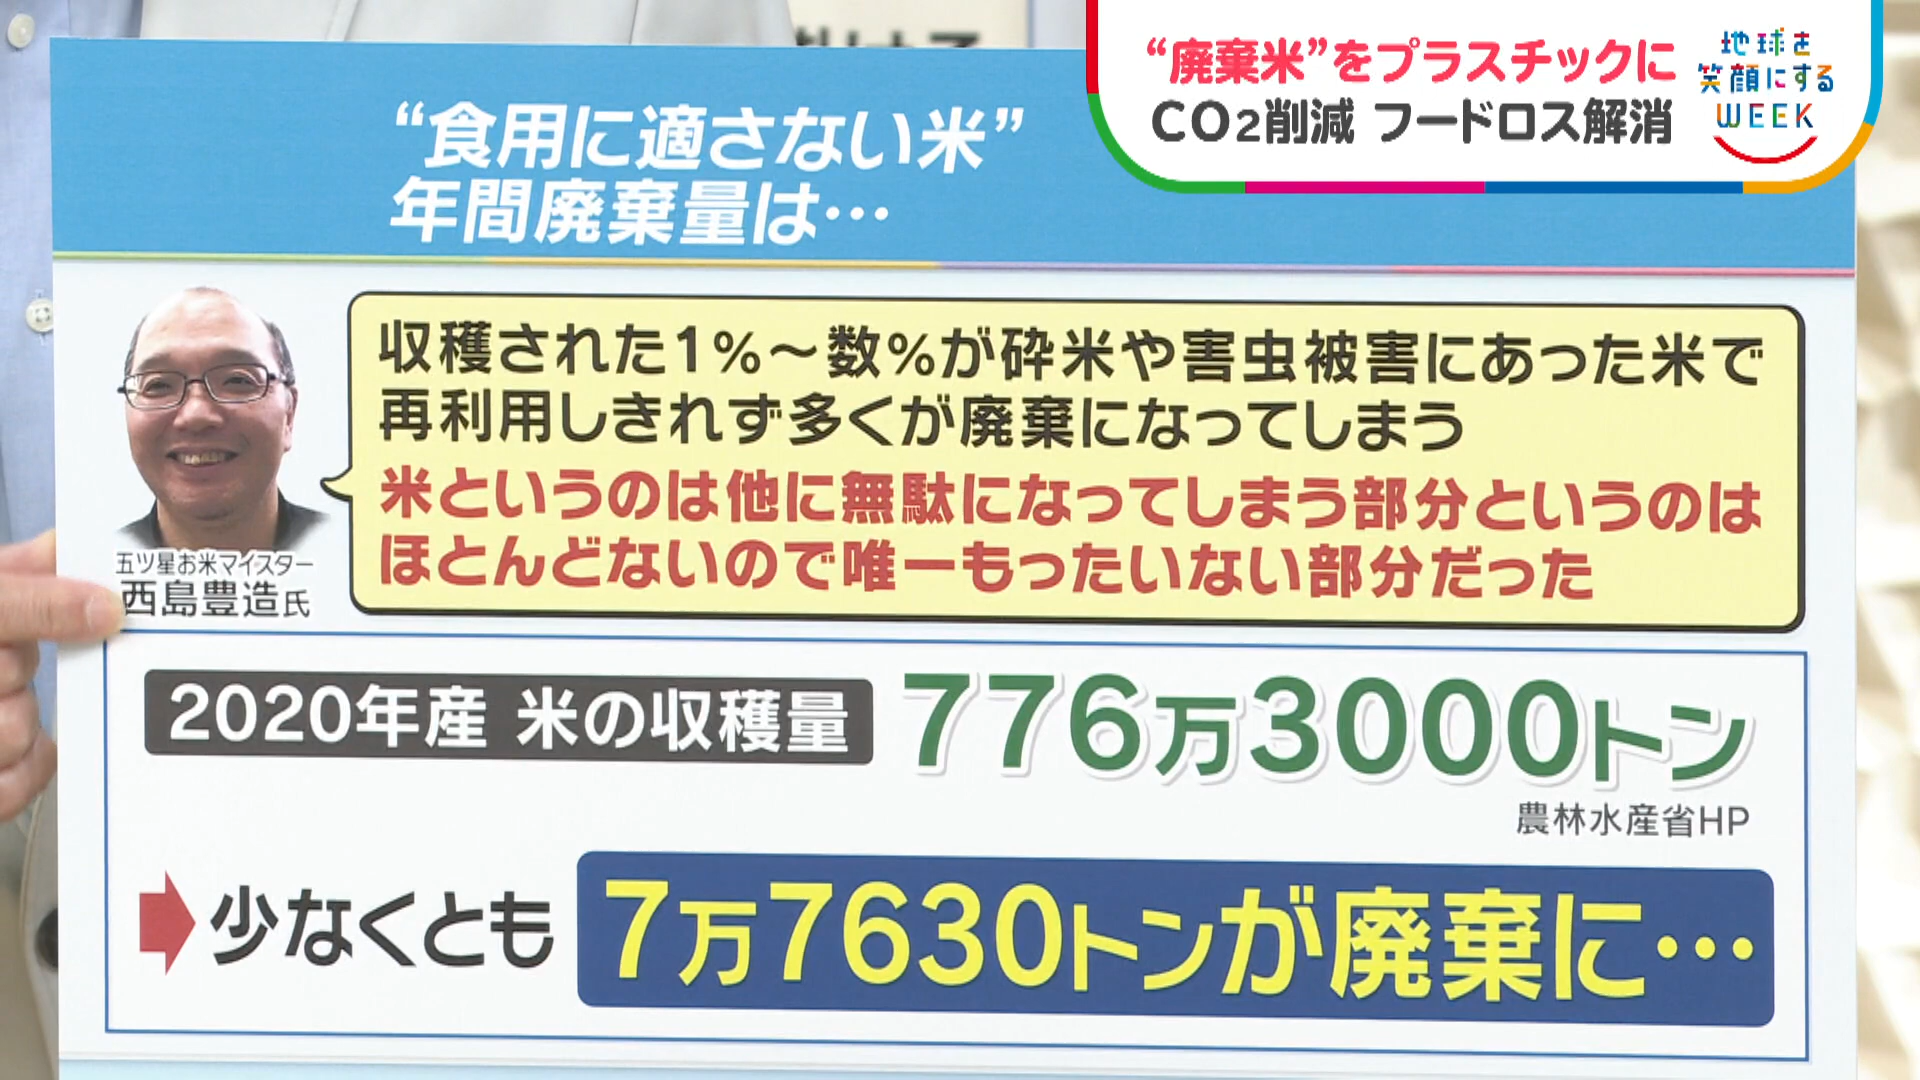 “廃棄米”をプラスチックに
CO2削減 フードロス解消
地球を
笑顔にする
WEEK
“食用に適さない米”
年間廃棄量は…
収穫された1%〜数%が砕米や害虫被害にあった米で
再利用しきれず多くが廃棄になってしまう
米というのは他に無駄になってしまう部分というのは
ほとんどないので唯一もったいない部分だった
五ツ星お米マイスター
西島豊造氏
2020年産 米の収穫量 776万3000トン
農林水産省HP
少なくとも 7万7630トンが廃棄に…